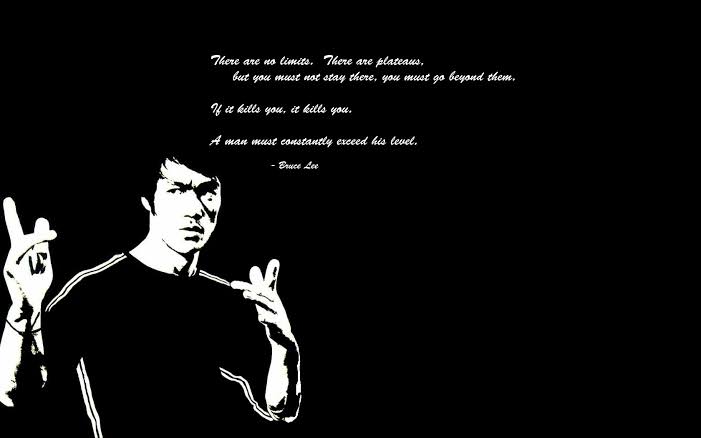 There are no limits. There are plateaus,
but you must not stay there, you must go beyond them.
If it kills you, it kills you.
A man must constantly exceed his level.
- Bruce Lee